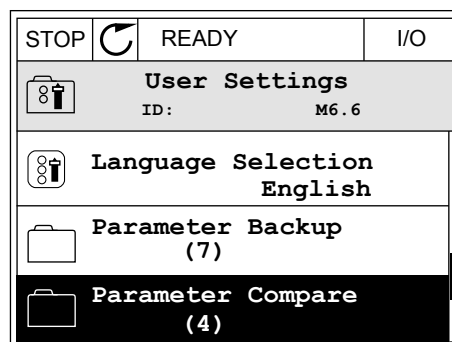 STOP READY I/O
User Settings
ID: M6.6
Language Selection
English
Parameter Backup
(7)
Parameter Compare
(4)